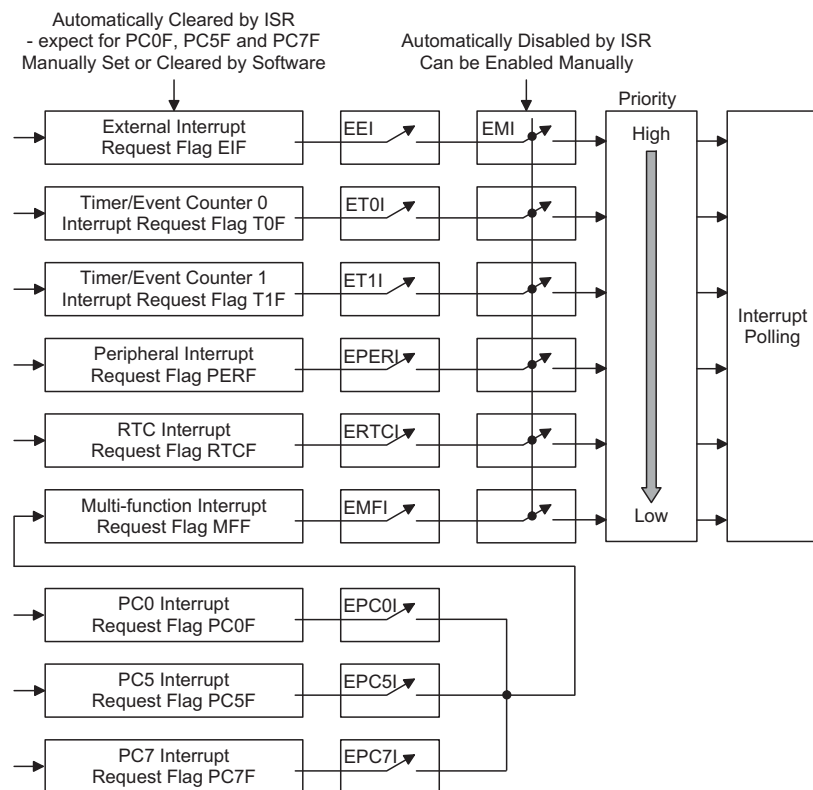 Automatically Cleared by ISR
- expect for PC0F, PC5F and PC7F
Manually Set or Cleared by Software
Automatically Disabled by ISR
Can be Enabled Manually
Priority
External Interrupt
Request Flag EIF
EEI
EMI
High
Timer/Event Counter 0
Interrupt Request Flag T0F
ET0I
Timer/Event Counter 1
Interrupt Request Flag T1F
ET1I
Interrupt
Polling
Peripheral Interrupt
Request Flag PERF
EPERI
RTC Interrupt
Request Flag RTCF
ERTCI
Multi-function Interrupt
Request Flag MFF
EMFI
Low
PC0 Interrupt
Request Flag PC0F
EPC0I
PC5 Interrupt
Request Flag PC5F
EPC5I
PC7 Interrupt
Request Flag PC7F
EPC7I